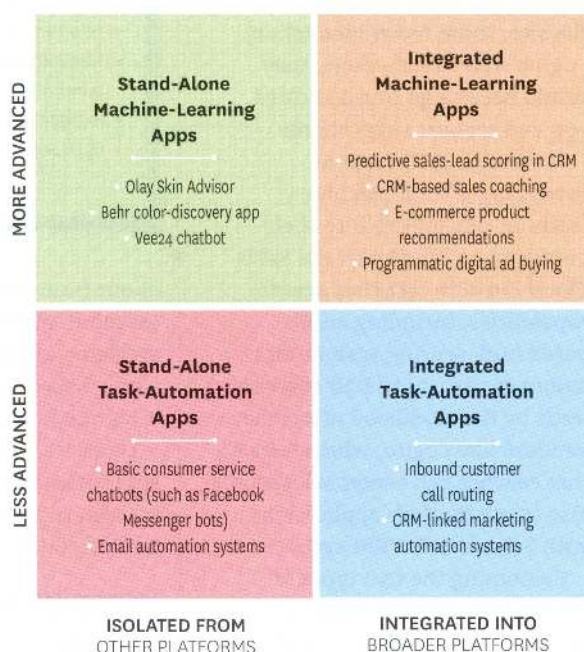 MORE ADVANCED
Stand-Alone
Machine-Learning
Apps
• Olay Skin Advisor
• Behr color-discovery app
• Vee24 chatbot
Integrated
Machine-Learning
Apps
• Predictive sales-lead scoring in CRM
• CRM-based sales coaching
• E-commerce product
recommendations
• Programmatic digital ad buying
LESS ADVANCED
Stand-Alone
Task-Automation
Apps
• Basic consumer service
chatbots (such as Facebook
Messenger bots)
• Email automation systems
Integrated
Task-Automation
Apps
• Inbound customer
call routing
• CRM-linked marketing
automation systems
ISOLATED FROM
OTHER PLATFORMS
INTEGRATED INTO
BROADER PLATFORMS